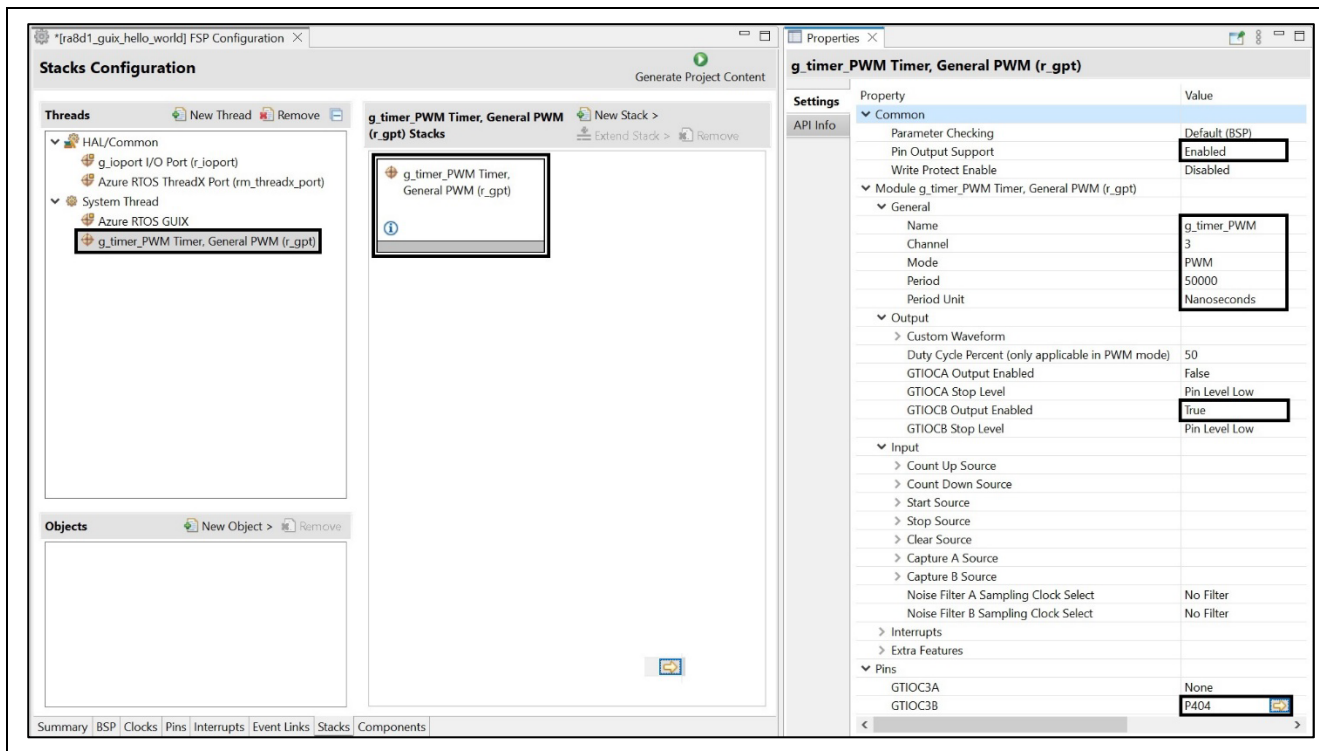 *[ra8d1_guix_hello_world] FSP Configuration
Stacks Configuration
Generate Project Content
Threads
New Thread
Remove
HAL/Common
g_ioport I/O Port (r_ioport)
Azure RTOS ThreadX Port (rm_threadx_port)
System Thread
Azure RTOS GUIX
g_timer_PWM Timer, General PWM (r_gpt)
Objects
New Object >
Remove
g_timer_PWM Timer, General PWM
(r_gpt) Stacks
New Stack >
Extend Stack >
Remove
g_timer_PWM Timer,
General PWM (r_gpt)
Summary BSP Clocks Pins Interrupts Event Links Stacks Components
Properties
g_timer_PWM Timer, General PWM (r_gpt)
Settings
API Info
Property Value
Common
Parameter Checking Default (BSP)
Pin Output Support Enabled
Write Protect Enable Disabled
Module g_timer_PWM Timer, General PWM (r_gpt)
General
Name g_timer_PWM
Channel 3
Mode PWM
Period 50000
Period Unit Nanoseconds
Output
> Custom Waveform
Duty Cycle Percent (only applicable in PWM mode) 50
GTIOCA Output Enabled False
GTIOCA Stop Level Pin Level Low
GTIOCB Output Enabled True
GTIOCB Stop Level Pin Level Low
Input
> Count Up Source
> Count Down Source
> Start Source
> Stop Source
> Clear Source
> Capture A Source
> Capture B Source
Noise Filter A Sampling Clock Select No Filter
Noise Filter B Sampling Clock Select No Filter
> Interrupts
> Extra Features
Pins
GTIOC3A None
GTIOC3B P404